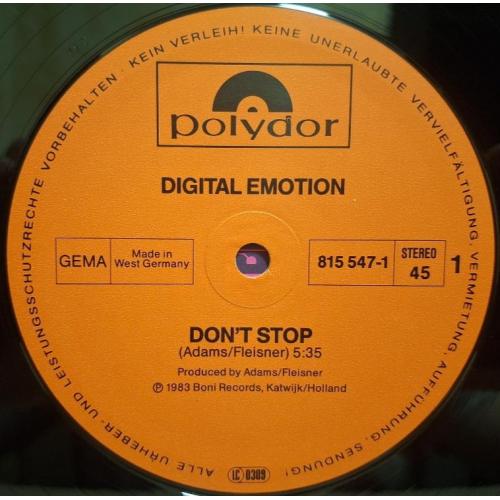 ALLE URHEBER- UND LEISTUNGSSCHUTZRECHTE VORBEHALTEN · KEIN VERLEIH! KEINE UNERLAUBTE VERVIELFÄLTIGUNG, VERMIETUNG, AUFFÜHRUNG, SENDUNG!
polydor
DIGITAL EMOTION
GEMA
Made in
West Germany
815 547-1
STEREO
45
1
DON'T STOP
(Adams/Fleisner) 5:35
Produced by Adams/Fleisner
℗ 1983 Boni Records, Katwijk/Holland
LC 0309